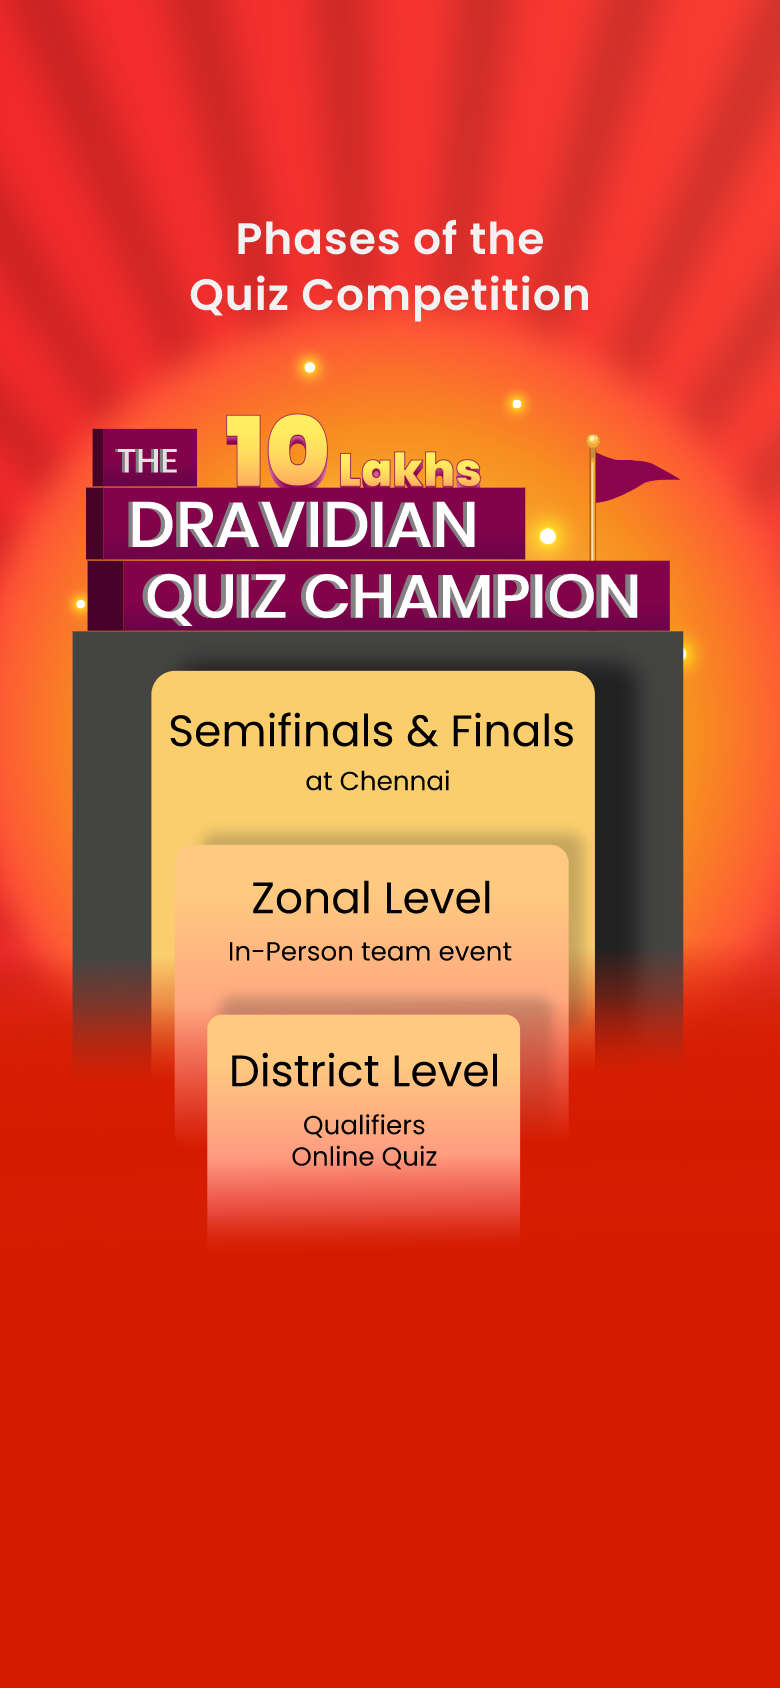 Phases of the
Quiz Competition
THE 10 Lakhs
DRAVIDIAN
QUIZ CHAMPION
Semifinals & Finals
at Chennai
Zonal Level
In-Person team event
District Level
Qualifiers
Online Quiz